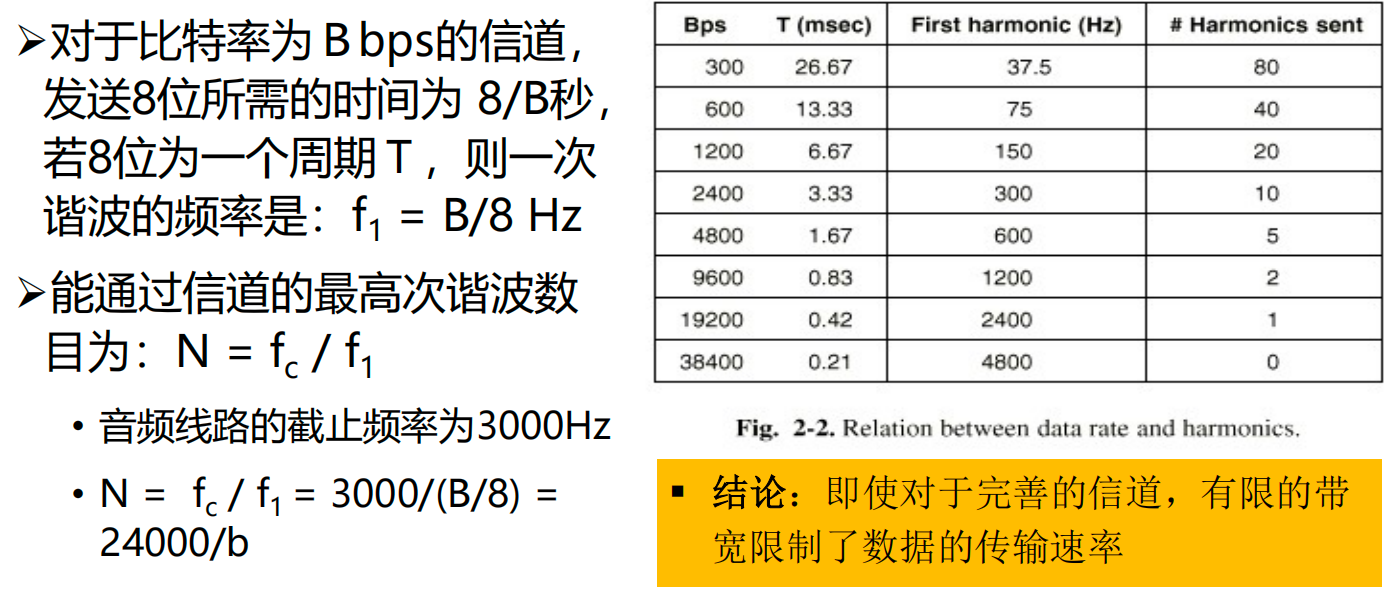 ➢对于比特率为 B bps的信道，
发送8位所需的时间为 8/B秒，
若8位为一个周期 T ，则一次
谐波的频率是：f1 = B/8 Hz
➢能通过信道的最高次谐波数
目为：N = fc / f1
• 音频线路的截止频率为3000Hz
• N = fc / f1 = 3000/(B/8) =
24000/b
Bps T (msec) First harmonic (Hz) # Harmonics sent
300 26.67 37.5 80
600 13.33 75 40
1200 6.67 150 20
2400 3.33 300 10
4800 1.67 600 5
9600 0.83 1200 2
19200 0.42 2400 1
38400 0.21 4800 0
Fig. 2-2. Relation between data rate and harmonics.
▪ 结论：即使对于完善的信道，有限的带
宽限制了数据的传输速率